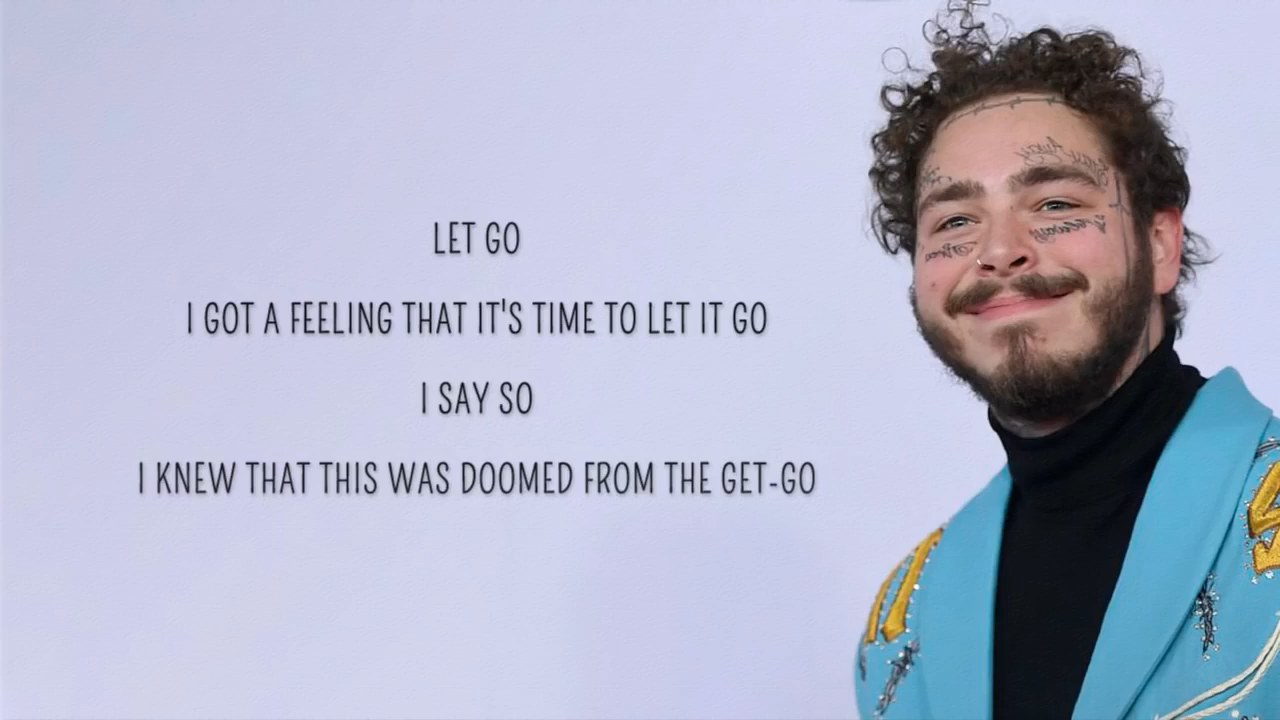 LET GO
I GOT A FEELING THAT IT'S TIME TO LET IT GO
I SAY SO
I KNEW THAT THIS WAS DOOMED FROM THE GET-GO